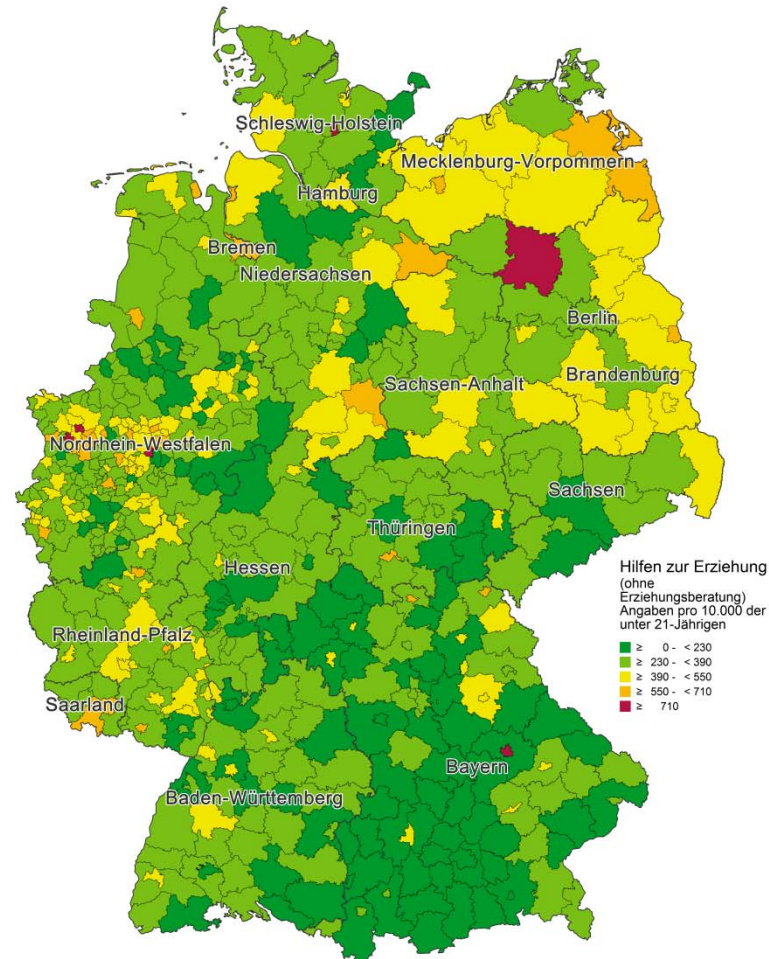 Schleswig-Holstein
Mecklenburg-Vorpommern
Hamburg
Bremen
Niedersachsen
Berlin
Sachsen-Anhalt
Brandenburg
Nordrhein-Westfalen
Sachsen
Thüringen
Hessen
Rheinland-Pfalz
Saarland
Bayern
Baden-Württemberg
Hilfen zur Erziehung
(ohne
Erziehungsberatung)
Angaben pro 10.000 der
unter 21-Jährigen
≥ 0 - < 230
≥ 230 - < 390
≥ 390 - < 550
≥ 550 - < 710
≥ 710